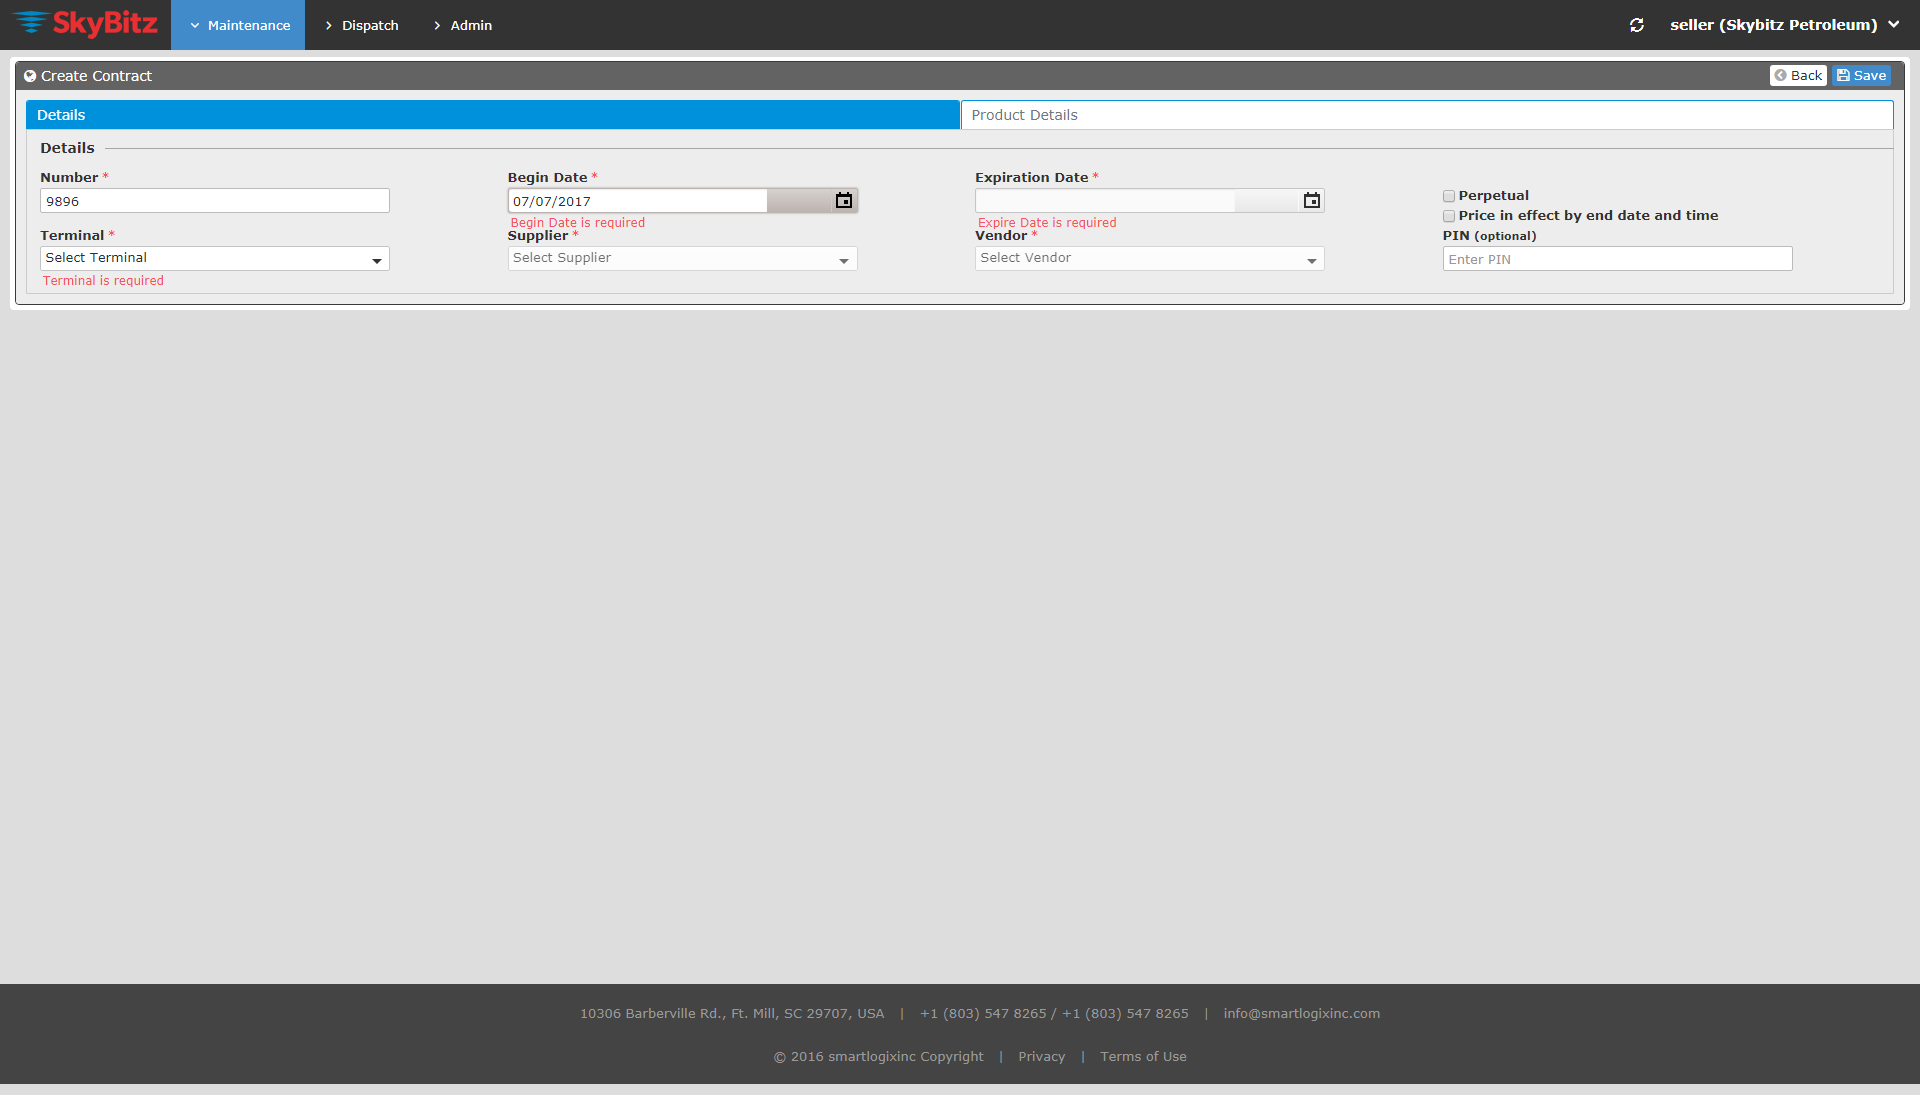 SkyBitz Maintenance Dispatch Admin seller (Skybitz Petroleum)
Create Contract Back Save
Details Product Details
Details
Number * Begin Date * Expiration Date *
9896 07/07/2017 Perpetual
Begin Date is required Expire Date is required Price in effect by end date and time
Terminal * Supplier * Vendor * PIN (optional)
Select Terminal Select Supplier Select Vendor Enter PIN
Terminal is required
10306 Barberville Rd., Ft. Mill, SC 29707, USA | +1 (803) 547 8265 / +1 (803) 547 8265 | info@smartlogixinc.com
© 2016 smartlogixinc Copyright | Privacy | Terms of Use